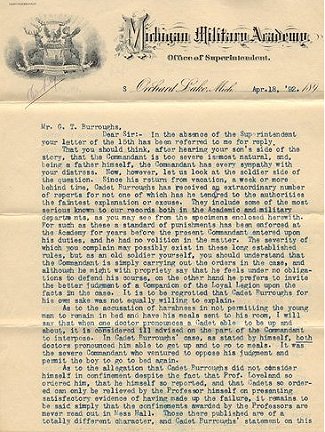 Michigan Military Academy,
Office of Superintendent.
S Orchard Lake, Mich. Apr.18, '92. 189
Mr. G. T. Burroughs,
Dear Sir:- In the absence of the Superintendent
your letter of the 15th has been referred to me for reply
That you should think, after hearing your son's side of the
story, that the Commandant is too severe is most natural, and,
being a father himself, the Commandant has every sympathy with
your distress. Now, however, let us look at the soldier side of
the question. Since his return from vacation, a week or more
behind time, Cadet Burroughs has received an extraordinary number
of reports for not one of which has he tendred to the authorities
the faintest explanation or excuse. They include some of the most
serious known to our records both in the Academic and military
departments, as you may see from the specimens enclosed herewith.
For such as these a standard of punishments has been enforced at
the Academy for years before the present Commandant entered upon
his duties, and he had no volition in the matter. The severity of
which you complain may possibly exist in these long established
rules, but as an old soldier yourself, you should understand that
the Commandant is simply carrying out the orders in the case, and
although he might with propriety say that he feels under no obliga-
tions to defend his course, on the other hand he prefers to invite
the better judgment of a Companion of the Loyal Legion upon the
facts in the case. It is to be regretted that Cadet Burroughs for
his own sake was not equally willing to explain.
As to the accusation of harshness in not permitting the young
man to remain in bed and have his meals sent to his room, I will
say that when one doctor pronounces a Cadet able to be up and
about, it is considered ill advised on the part of the Commandant
to interpose. In Cadet Burroughs' case, as stated by himself, both
doctors pronounced him able to get up and to go to meals. It was
the severe Commandant who ventured to oppose his judgment and
permit the boy to go to bed again.
As to the allegation that Cadet Burroughs did not consider
himself in confinement despite the fact that Prof. Loveland so
ordered him, that he himself so reported, and that Cadets so order-
ed can only be relieved by the Professor himself on presenting
satisfactory evidence of having made up the failure, it remains to
be said simply that the confinements awarded by the Professors are
never read out in Mess Hall. Those there published are of a
totally different character, and Cadet Burroughs' statement on this